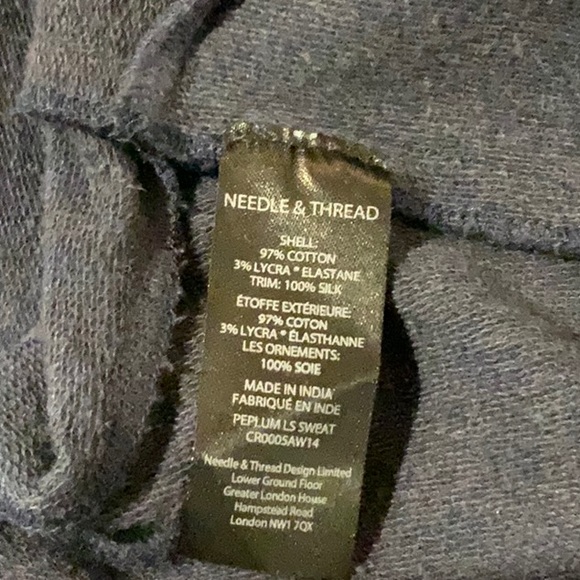 NEEDLE & THREAD
SHELL:
97% COTTON
3% LYCRA® ELASTANE
TRIM: 100% SILK
ÉTOFFE EXTÉRIEURE:
97% COTON
3% LYCRA® ÉLASTHANNE
LES ORNEMENTS:
100% SOIE
MADE IN INDIA
FABRIQUÉ EN INDE
PEPLUM LS SWEAT
CR0005AW14
Needle & Thread Design Limited
Lower Ground Floor
Greater London House
Hampstead Road
London NW1 7QX